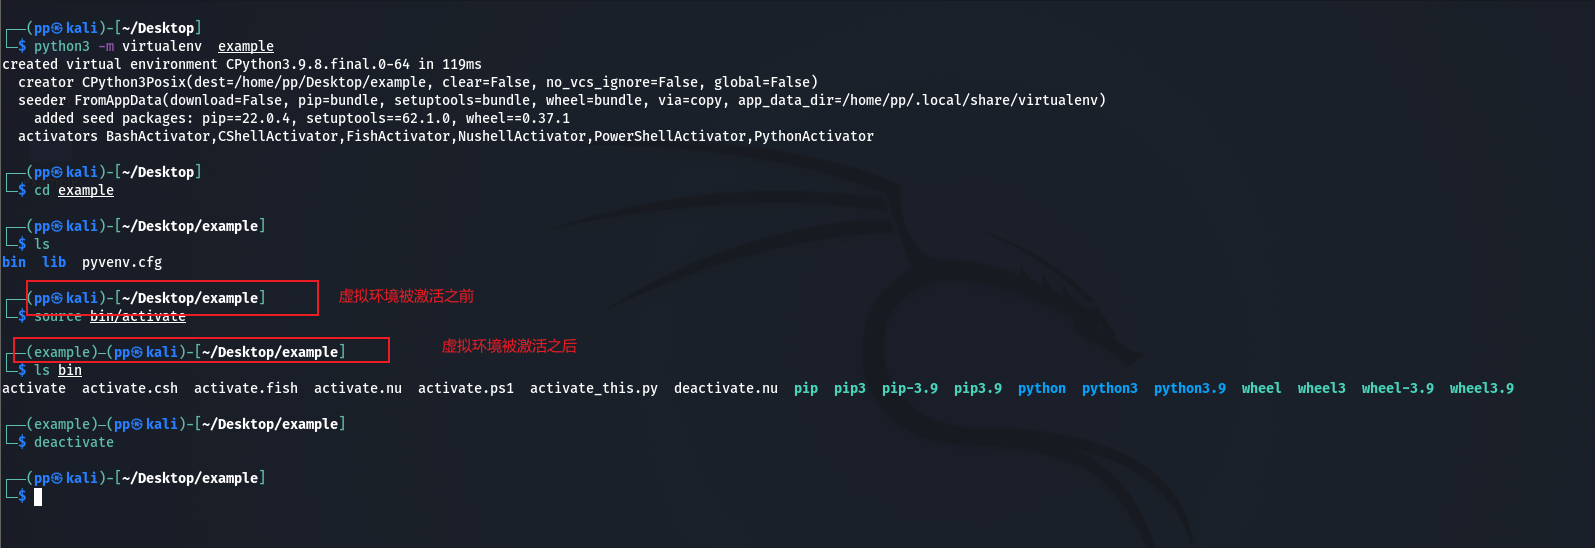 ┌──(pp㉿kali)-[~/Desktop]
└─$ python3 -m virtualenv  example
created virtual environment CPython3.9.8.final.0-64 in 119ms
  creator CPython3Posix(dest=/home/pp/Desktop/example, clear=False, no_vcs_ignore=False, global=False)
  seeder FromAppData(download=False, pip=bundle, setuptools=bundle, wheel=bundle, via=copy, app_data_dir=/home/pp/.local/share/virtualenv)
    added seed packages: pip==22.0.4, setuptools==62.1.0, wheel==0.37.1
  activators BashActivator,CShellActivator,FishActivator,NushellActivator,PowerShellActivator,PythonActivator
┌──(pp㉿kali)-[~/Desktop]
└─$ cd example
┌──(pp㉿kali)-[~/Desktop/example]
└─$ ls
bin  lib  pyvenv.cfg
┌──(pp㉿kali)-[~/Desktop/example] 虚拟环境被激活之前
└─$ source bin/activate
┌──(example)─(pp㉿kali)-[~/Desktop/example] 虚拟环境被激活之后
└─$ ls bin
activate  activate.csh  activate.fish  activate.nu  activate.ps1  activate_this.py  deactivate.nu  pip  pip3  pip-3.9  pip3.9  python  python3  python3.9  wheel  wheel3  wheel-3.9  wheel3.9
┌──(example)─(pp㉿kali)-[~/Desktop/example]
└─$ deactivate
┌──(pp㉿kali)-[~/Desktop/example]
└─$